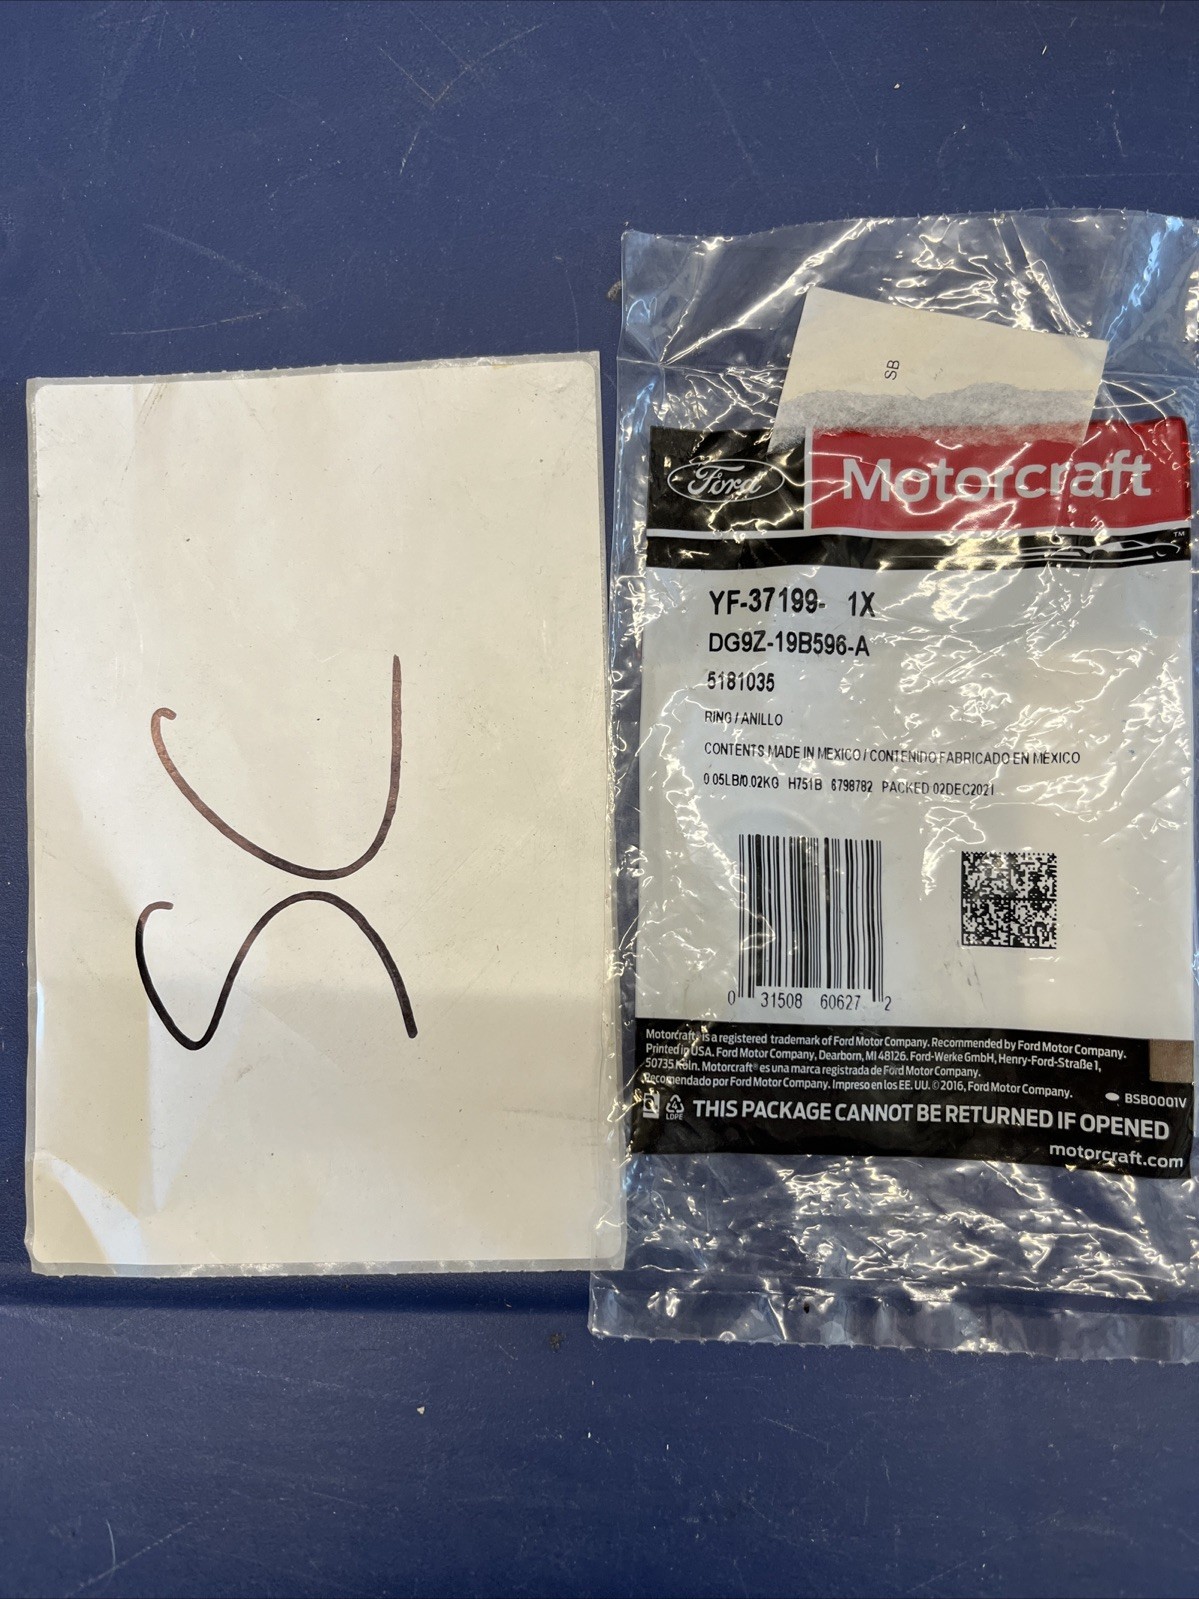 SC
SB
Ford
Motorcraft
™
YF-37199- 1X
DG9Z-19B596-A
5181035
RING / ANILLO
CONTENTS MADE IN MEXICO / CONTENIDO FABRICADO EN MEXICO
0.05LB/0.02KG H751B 6798782 PACKED 02DEC2021
0 31508 60627 2
Motorcraft® is a registered trademark of Ford Motor Company. Recommended by Ford Motor Company.
Printed in USA. Ford Motor Company, Dearborn, MI 48126. Ford-Werke GmbH, Henry-Ford-Straße 1,
50735 Köln. Motorcraft® es una marca registrada de Ford Motor Company.
Recomendado por Ford Motor Company. Impreso en los EE. UU. © 2016, Ford Motor Company.
BSB0001V
4
LDPE
THIS PACKAGE CANNOT BE RETURNED IF OPENED
motorcraft.com